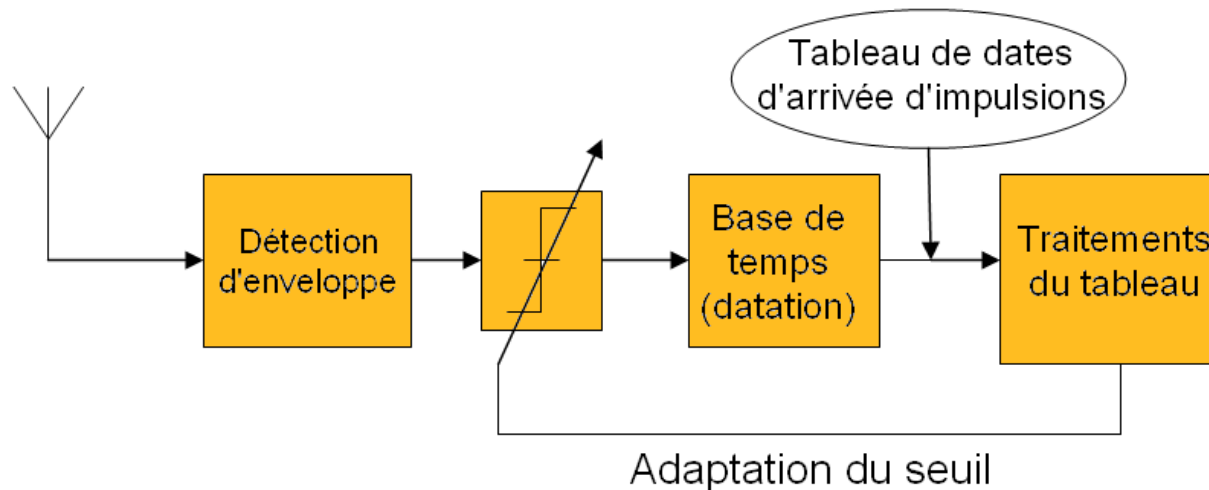 Tableau de dates
d'arrivée d'impulsions
Détection
d'enveloppe
Base de
temps
(datation)
Traitements
du tableau
Adaptation du seuil